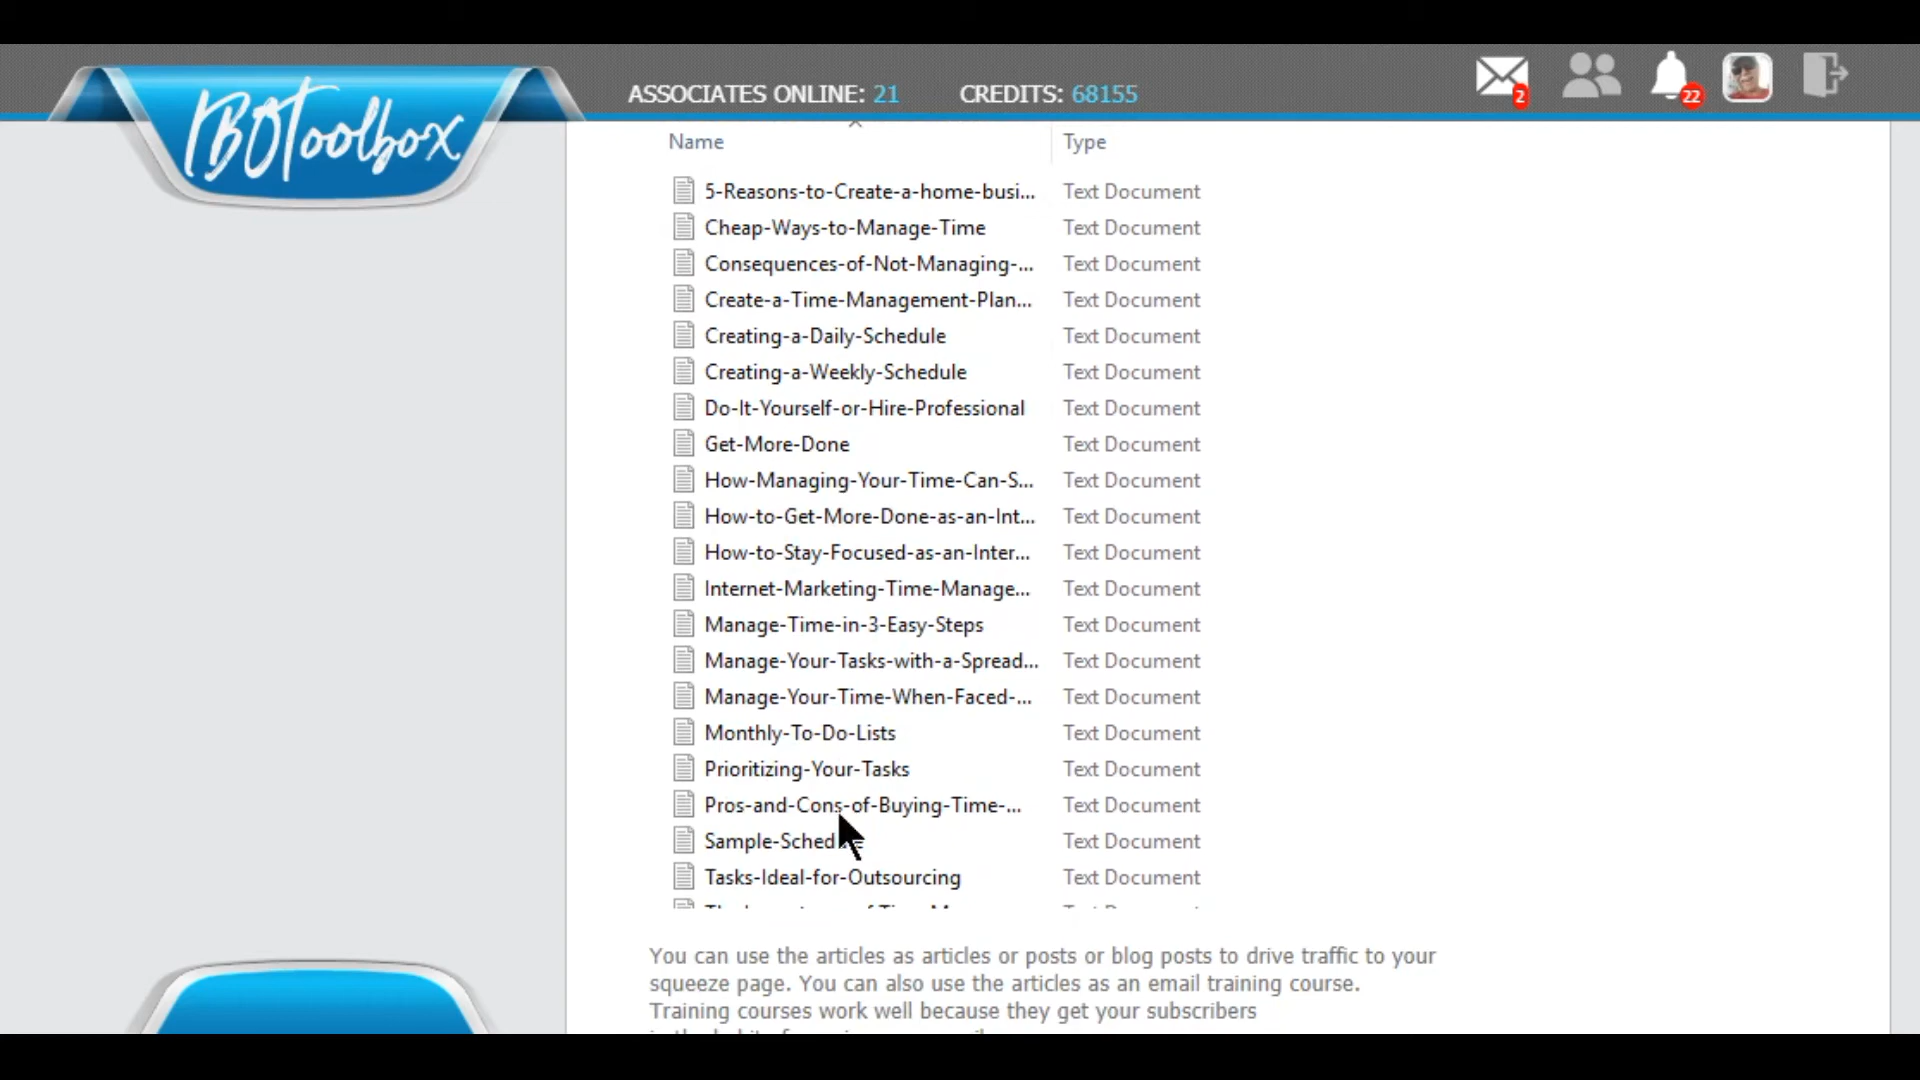 IBOToolbox
ASSOCIATES ONLINE: 21 CREDITS: 68155
2
22
Name Type
5-Reasons-to-Create-a-home-busi... Text Document
Cheap-Ways-to-Manage-Time Text Document
Consequences-of-Not-Managing-... Text Document
Create-a-Time-Management-Plan... Text Document
Creating-a-Daily-Schedule Text Document
Creating-a-Weekly-Schedule Text Document
Do-It-Yourself-or-Hire-Professional Text Document
Get-More-Done Text Document
How-Managing-Your-Time-Can-S... Text Document
How-to-Get-More-Done-as-an-Int... Text Document
How-to-Stay-Focused-as-an-Inter... Text Document
Internet-Marketing-Time-Manage... Text Document
Manage-Time-in-3-Easy-Steps Text Document
Manage-Your-Tasks-with-a-Spread... Text Document
Manage-Your-Time-When-Faced-... Text Document
Monthly-To-Do-Lists Text Document
Prioritizing-Your-Tasks Text Document
Pros-and-Cons-of-Buying-Time-... Text Document
Sample-Schedule Text Document
Tasks-Ideal-for-Outsourcing Text Document
You can use the articles as articles or posts or blog posts to drive traffic to your
squeeze page. You can also use the articles as an email training course.
Training courses work well because they get your subscribers